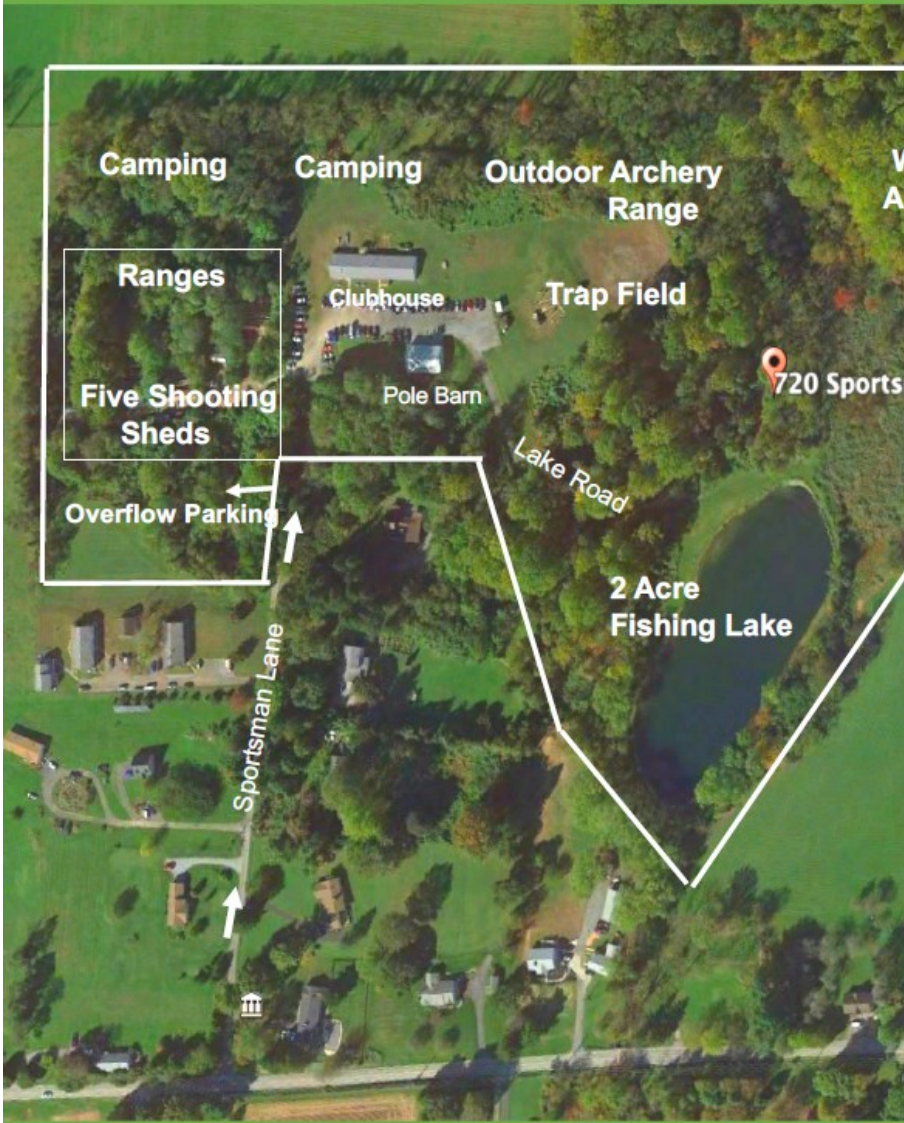 Camping
Camping
Outdoor Archery
Range
W
A
Ranges
Clubhouse
Trap Field
Five Shooting
Sheds
Pole Barn
720 Sports
Lake Road
Overflow Parking
2 Acre
Fishing Lake
Sportsman Lane